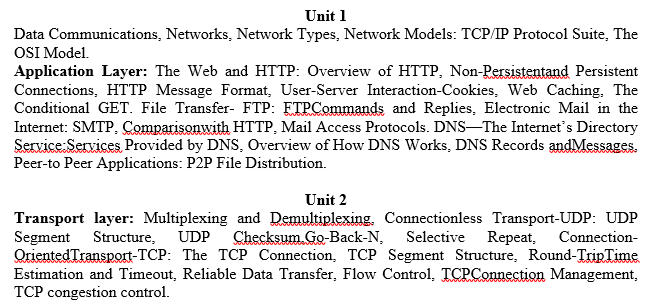 Unit 1
Data Communications, Networks, Network Types, Network Models: TCP/IP Protocol Suite, The
OSI Model.
Application Layer: The Web and HTTP: Overview of HTTP, Non-Persistentand Persistent
Connections, HTTP Message Format, User-Server Interaction-Cookies, Web Caching, The
Conditional GET. File Transfer- FTP: FTPCommands and Replies, Electronic Mail in the
Internet: SMTP, Comparisonwith HTTP, Mail Access Protocols. DNS—The Internet's Directory
Service:Services Provided by DNS, Overview of How DNS Works, DNS Records andMessages,
Peer-to Peer Applications: P2P File Distribution.
Unit 2
Transport layer: Multiplexing and Demultiplexing, Connectionless Transport-UDP: UDP
Segment Structure, UDP Checksum,Go-Back-N, Selective Repeat, Connection-
OrientedTransport-TCP: The TCP Connection, TCP Segment Structure, Round-TripTime
Estimation and Timeout, Reliable Data Transfer, Flow Control, TCPConnection Management,
TCP congestion control.